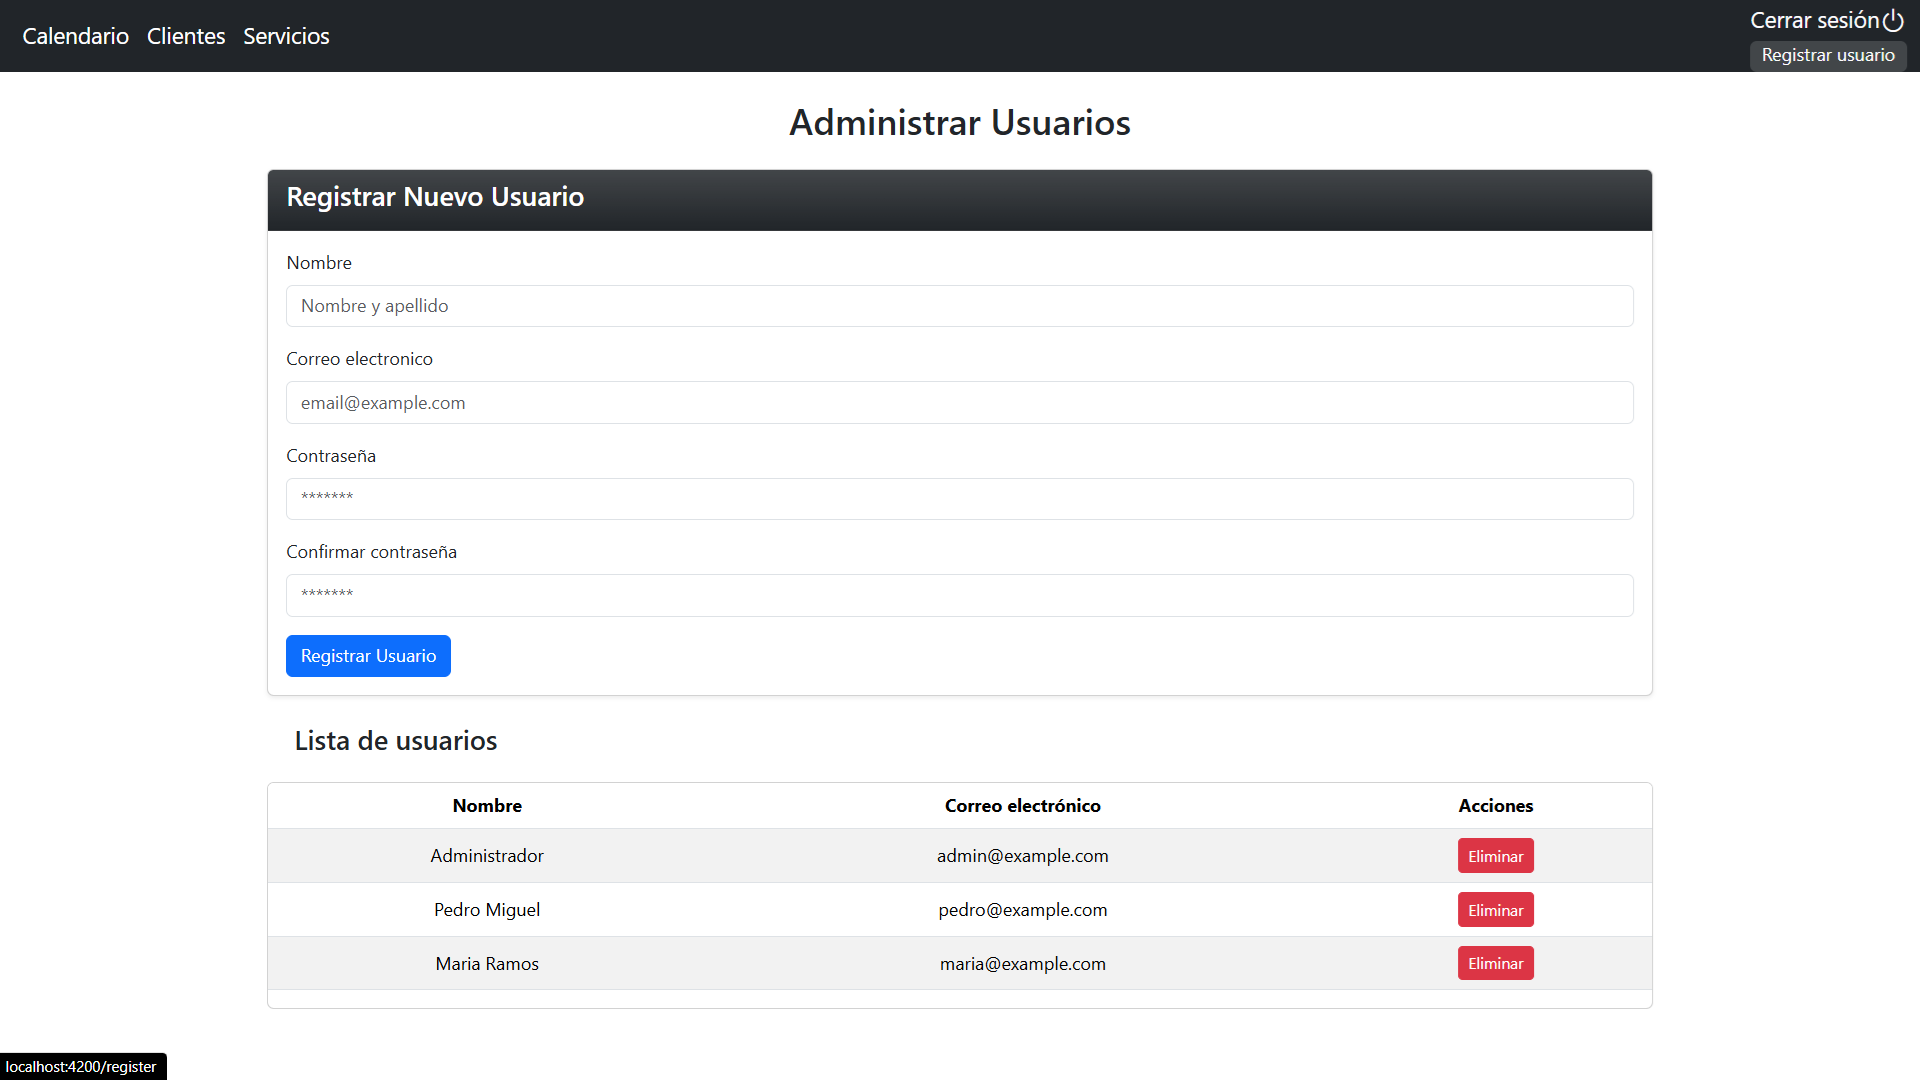 Calendario Clientes Servicios
Cerrar sesión
Registrar usuario
Administrar Usuarios
Registrar Nuevo Usuario
Nombre
Nombre y apellido
Correo electronico
email@example.com
Contraseña
*******
Confirmar contraseña
*******
Registrar Usuario
Lista de usuarios
Nombre Correo electrónico Acciones
Administrador admin@example.com Eliminar
Pedro Miguel pedro@example.com Eliminar
Maria Ramos maria@example.com Eliminar
localhost:4200/register